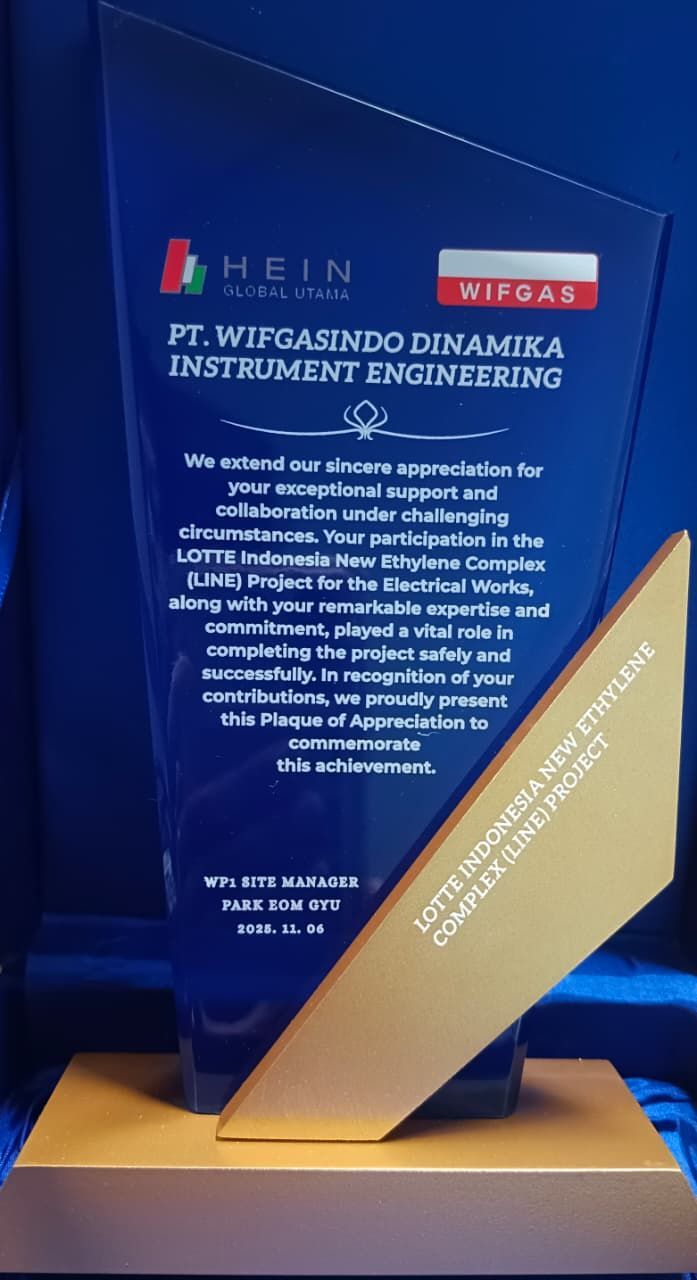 HEIN
GLOBAL UTAMA
WIFGAS
PT. WIFGASINDO DINAMIKA
INSTRUMENT ENGINEERING
We extend our sincere appreciation for
your exceptional support and
collaboration under challenging
circumstances. Your participation in the
LOTTE Indonesia New Ethylene Complex
(LINE) Project for the Electrical Works,
along with your remarkable expertise and
commitment, played a vital role in
completing the project safely and
successfully. In recognition of your
contributions, we proudly present
this Plaque of Appreciation to
commemorate
this achievement.
WP1 SITE MANAGER
PARK EOM GYU
2025. 11. 06
LOTTE INDONESIA NEW ETHYLENE
COMPLEX (LINE) PROJECT